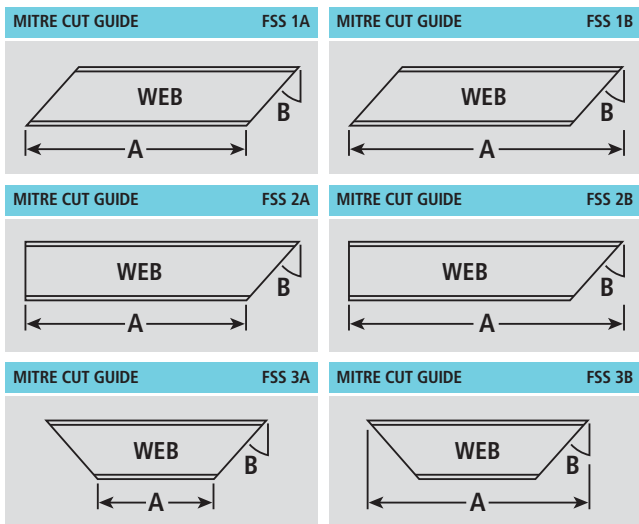 MITRE CUT GUIDE FSS 1A
WEB
B
A
MITRE CUT GUIDE FSS 1B
WEB
B
A
MITRE CUT GUIDE FSS 2A
WEB
B
A
MITRE CUT GUIDE FSS 2B
WEB
B
A
MITRE CUT GUIDE FSS 3A
WEB
B
A
MITRE CUT GUIDE FSS 3B
WEB
B
A